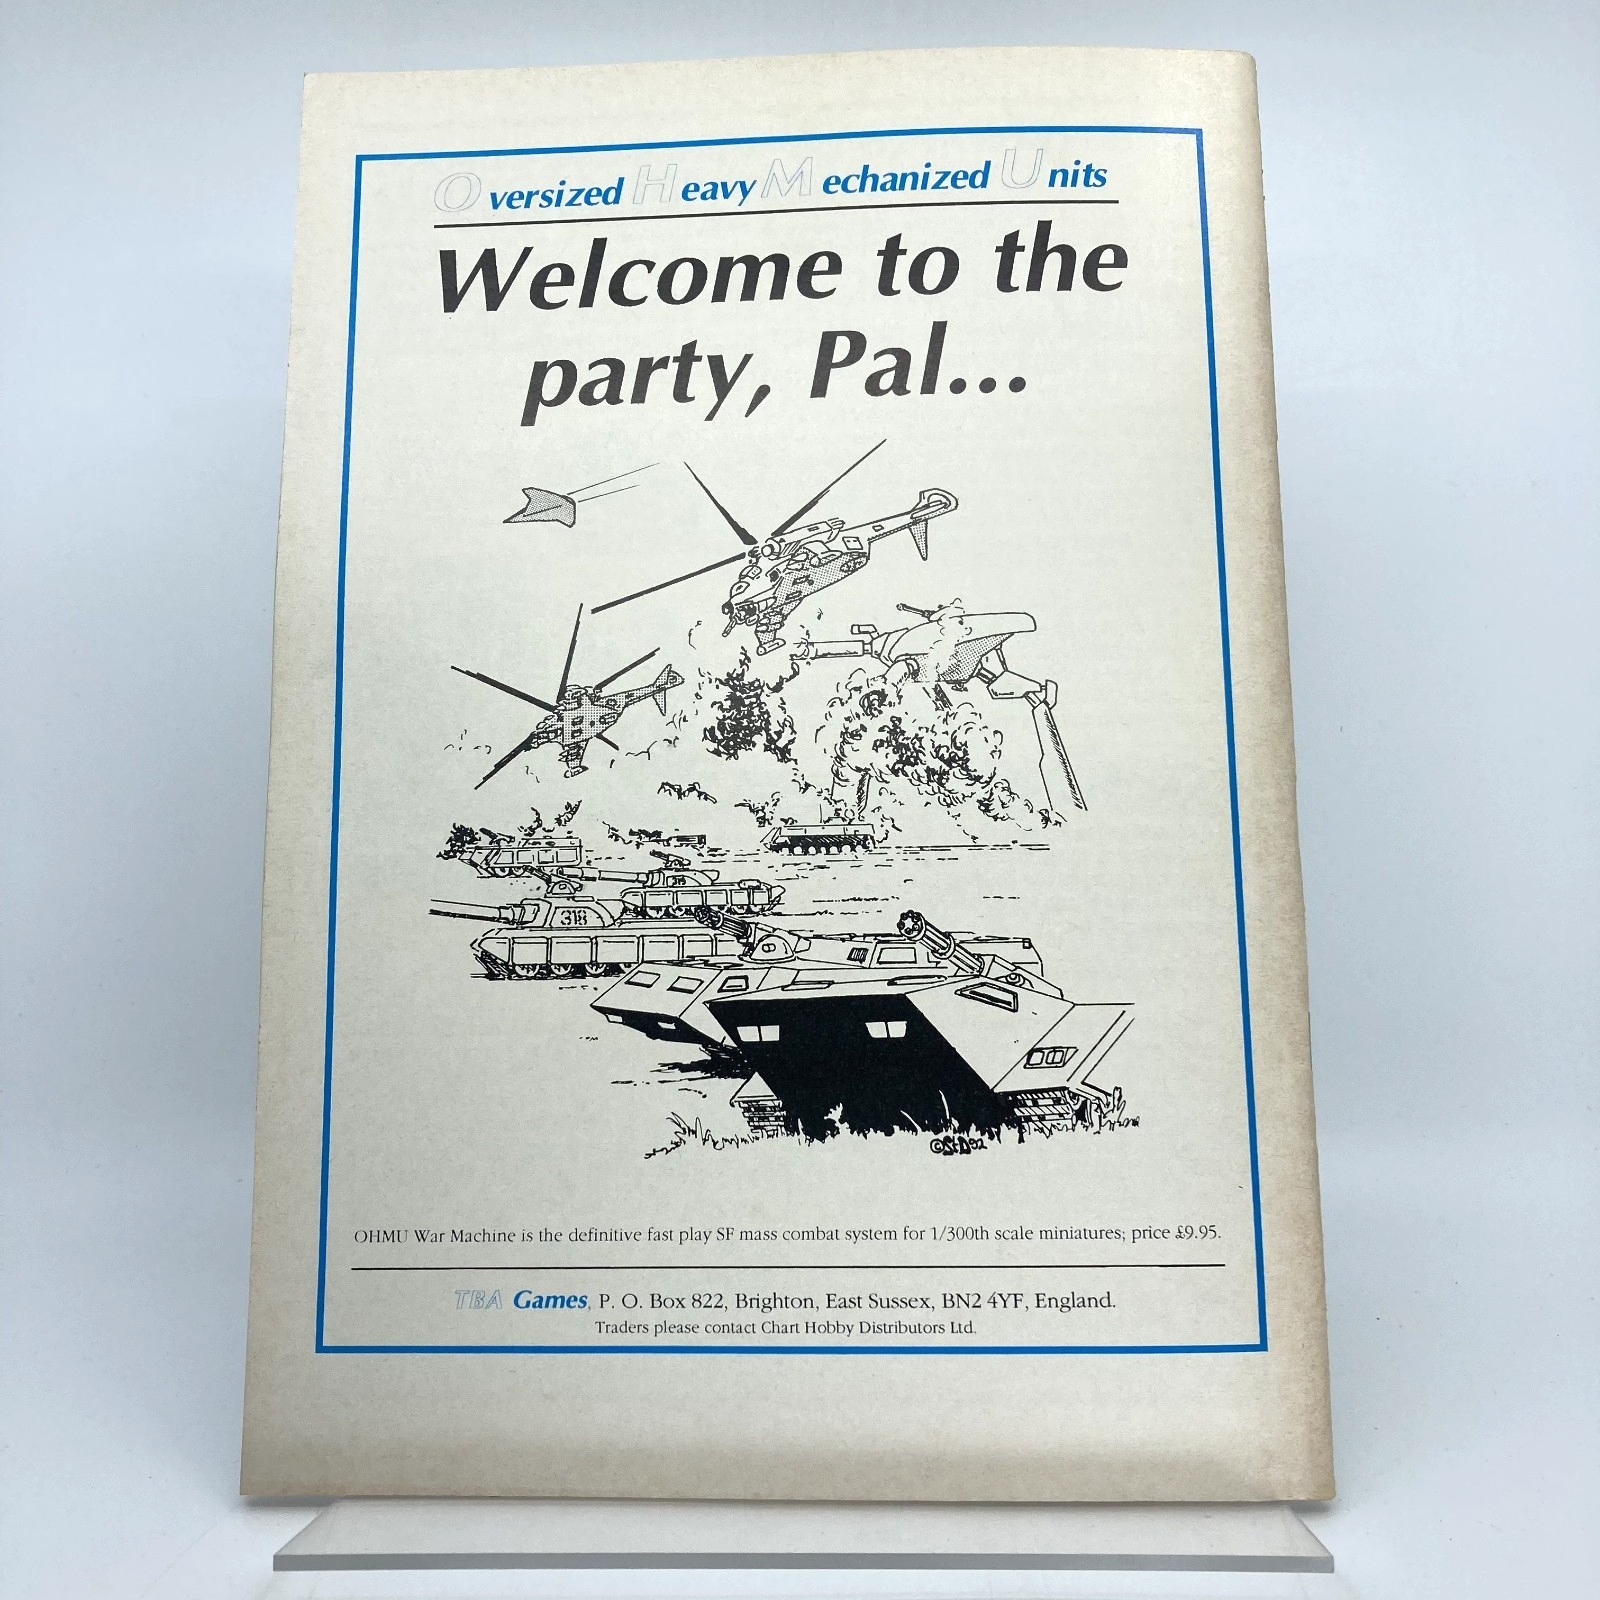 Oversized Heavy Mechanized Units
Welcome to the
party, Pal...
319
318
©StD92
OHMU War Machine is the definitive fast play SF mass combat system for 1/300th scale miniatures; price £9.95.
TBA Games, P. O. Box 822, Brighton, East Sussex, BN2 4YF, England.
Traders please contact Chart Hobby Distributors Ltd.